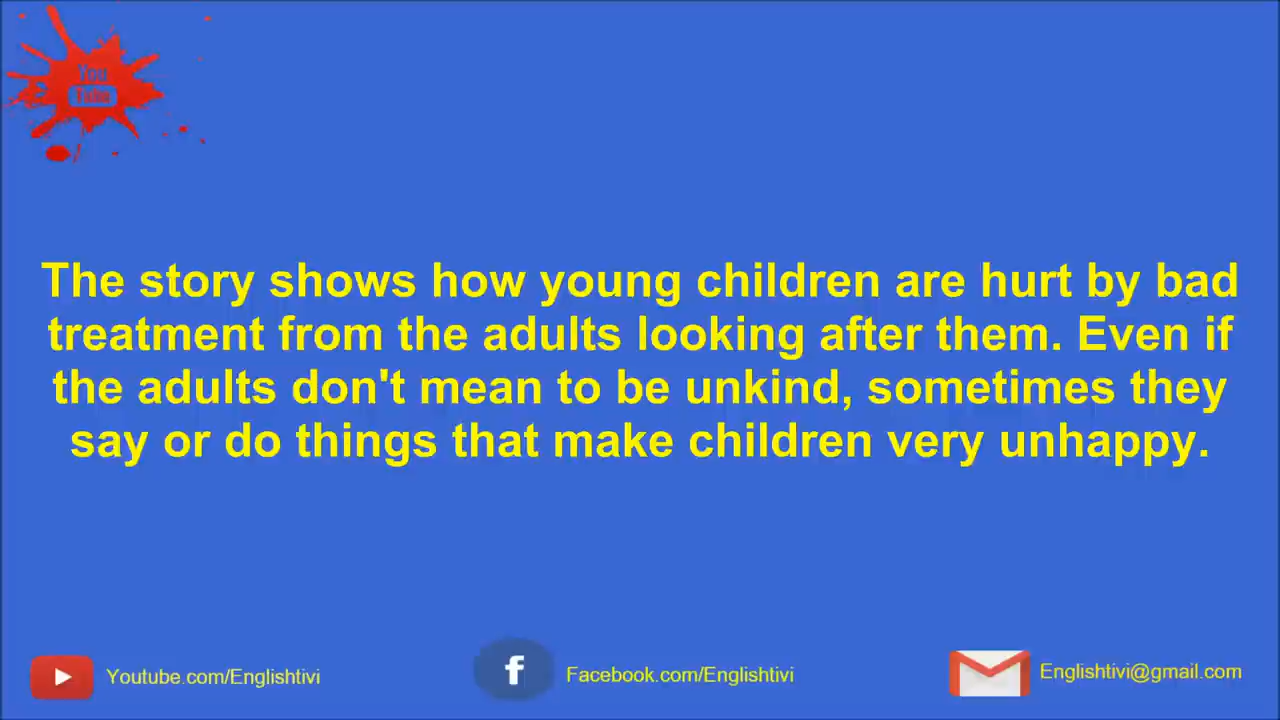 You
Tube
The story shows how young children are hurt by bad
treatment from the adults looking after them. Even if
the adults don't mean to be unkind, sometimes they
say or do things that make children very unhappy.
Youtube.com/Englishtivi
f
Facebook.com/Englishtivi
Englishtivi@gmail.com